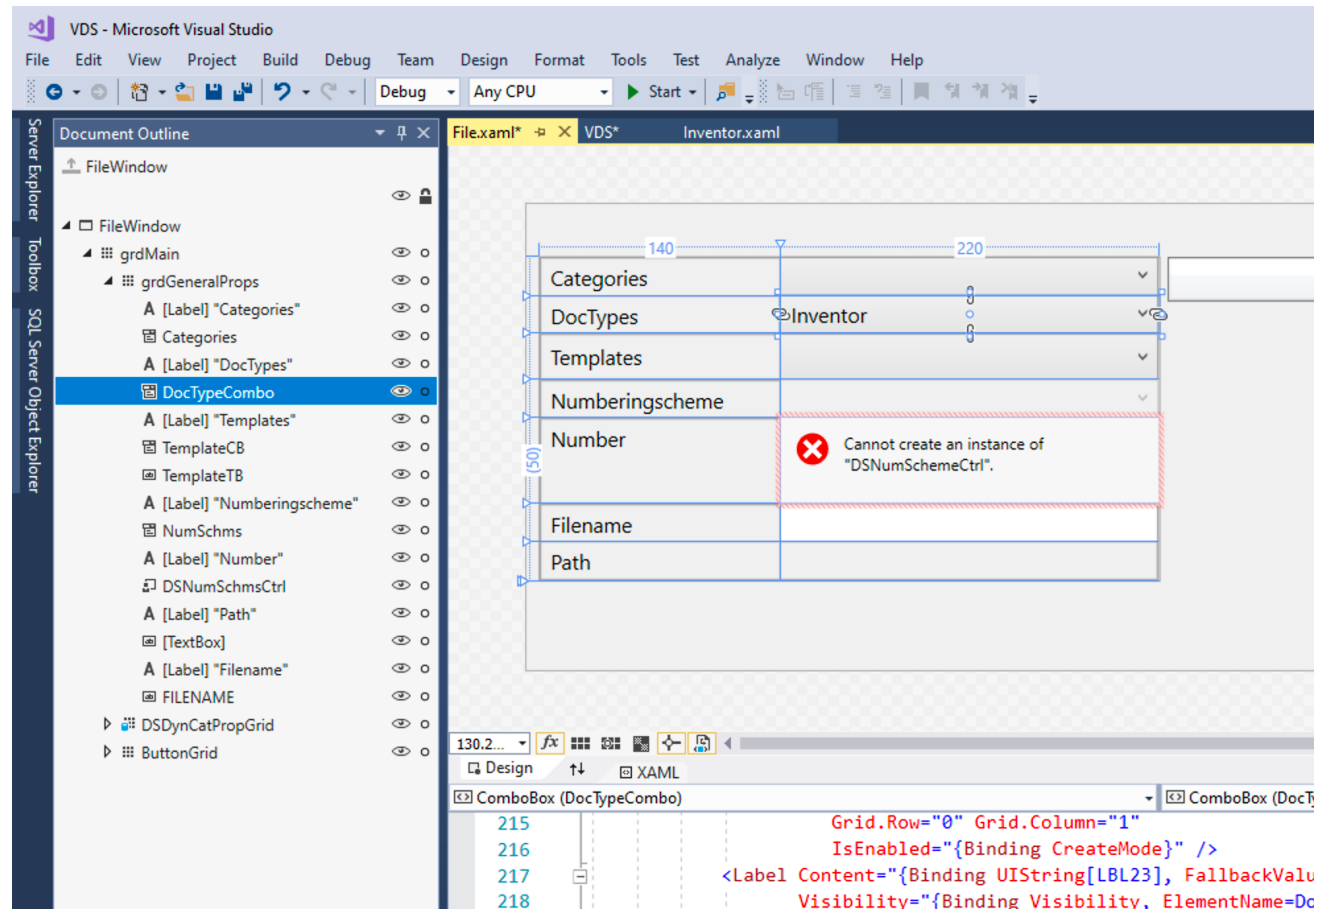 VDS - Microsoft Visual Studio
File Edit View Project Build Debug Team Design Format Tools Test Analyze Window Help
Debug Any CPU Start
Server Explorer
Toolbox
SQL Server Object Explorer
Document Outline
FileWindow
FileWindow
grdMain
grdGeneralProps
A [Label] "Categories"
Categories
A [Label] "DocTypes"
DocTypeCombo
A [Label] "Templates"
TemplateCB
TemplateTB
A [Label] "Numberingscheme"
NumSchms
A [Label] "Number"
DSNumSchmsCtrl
A [Label] "Path"
[TextBox]
A [Label] "Filename"
FILENAME
DSDynCatPropGrid
ButtonGrid
File.xaml* VDS* Inventor.xaml
140 220
Categories
DocTypes Inventor
Templates
Numberingscheme
Number
(50)
Cannot create an instance of
"DSNumSchemeCtrl".
Filename
Path
130.2... fx
Design XAML
ComboBox (DocTypeCombo) ComboBox (DocT
215 Grid.Row="0" Grid.Column="1"
216 IsEnabled="{Binding CreateMode}" />
217 <Label Content="{Binding UIString[LBL23], FallbackValu
218 Visibility="{Binding Visibility, ElementName=Do